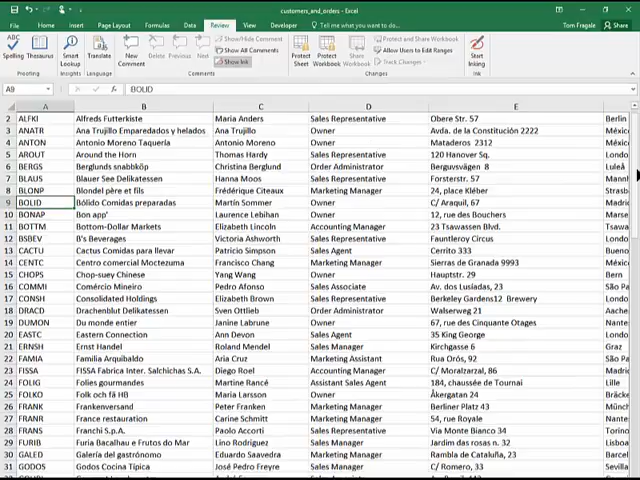 customers_and_orders - Excel
Tom Fragale
Share
File Home Insert Page Layout Formulas Data Review View Developer Tell me what you want to do
Spelling Thesaurus Smart Lookup Translate New Comment Delete Previous Next Show/Hide Comment Show All Comments Show Ink Protect Sheet Protect Workbook Share Workbook Protect and Share Workbook Allow Users to Edit Ranges Track Changes Start Inking
Proofing Insights Language Comments Changes Ink
A9 fx BOLID
A B C D E
2 ALFKI Alfreds Futterkiste Maria Anders Sales Representative Obere Str. 57 Berlin
3 ANATR Ana Trujillo Emparedados y helados Ana Trujillo Owner Avda. de la Constitución 2222 Méxic
4 ANTON Antonio Moreno Taquería Antonio Moreno Owner Mataderos 2312 Méxic
5 AROUT Around the Horn Thomas Hardy Sales Representative 120 Hanover Sq. Londo
6 BERGS Berglunds snabbköp Christina Berglund Order Administrator Berguvsvägen 8 Luleå
7 BLAUS Blauer See Delikatessen Hanna Moos Sales Representative Forsterstr. 57 Mann
8 BLONP Blondel père et fils Frédérique Citeaux Marketing Manager 24, place Kléber Strasb
9 BOLID Bólido Comidas preparadas Martín Sommer Owner C/ Araquil, 67 Madri
10 BONAP Bon app' Laurence Lebihan Owner 12, rue des Bouchers Marse
11 BOTTM Bottom-Dollar Markets Elizabeth Lincoln Accounting Manager 23 Tsawassen Blvd. Tsawa
12 BSBEV B's Beverages Victoria Ashworth Sales Representative Fauntleroy Circus Londo
13 CACTU Cactus Comidas para llevar Patricio Simpson Sales Agent Cerrito 333 Bueno
14 CENTC Centro comercial Moctezuma Francisco Chang Marketing Manager Sierras de Granada 9993 Méxic
15 CHOPS Chop-suey Chinese Yang Wang Owner Hauptstr. 29 Bern
16 COMMI Comércio Mineiro Pedro Afonso Sales Associate Av. dos Lusíadas, 23 São Pa
17 CONSH Consolidated Holdings Elizabeth Brown Sales Representative Berkeley Gardens12 Brewery Londo
18 DRACD Drachenblut Delikatessen Sven Ottlieb Order Administrator Walserweg 21 Aache
19 DUMON Du monde entier Janine Labrune Owner 67, rue des Cinquante Otages Nante
20 EASTC Eastern Connection Ann Devon Sales Agent 35 King George Londo
21 ERNSH Ernst Handel Roland Mendel Sales Manager Kirchgasse 6 Graz
22 FAMIA Familia Arquibaldo Aria Cruz Marketing Assistant Rua Orós, 92 São Pa
23 FISSA FISSA Fabrica Inter. Salchichas S.A. Diego Roel Accounting Manager C/ Moralzarzal, 86 Madri
24 FOLIG Folies gourmandes Martine Rancé Assistant Sales Agent 184, chaussée de Tournai Lille
25 FOLKO Folk och fä HB Maria Larsson Owner Åkergatan 24 Bräcke
26 FRANK Frankenversand Peter Franken Marketing Manager Berliner Platz 43 Münch
27 FRANR France restauration Carine Schmitt Marketing Manager 54, rue Royale Nante
28 FRANS Franchi S.p.A. Paolo Accorti Sales Representative Via Monte Bianco 34 Torino
29 FURIB Furia Bacalhau e Frutos do Mar Lino Rodriguez Sales Manager Jardim das rosas n. 32 Lisboa
30 GALED Galería del gastrónomo Eduardo Saavedra Marketing Manager Rambla de Cataluña, 23 Barcel
31 GODOS Godos Cocina Típica José Pedro Freyre Sales Manager C/ Romero, 33 Sevill